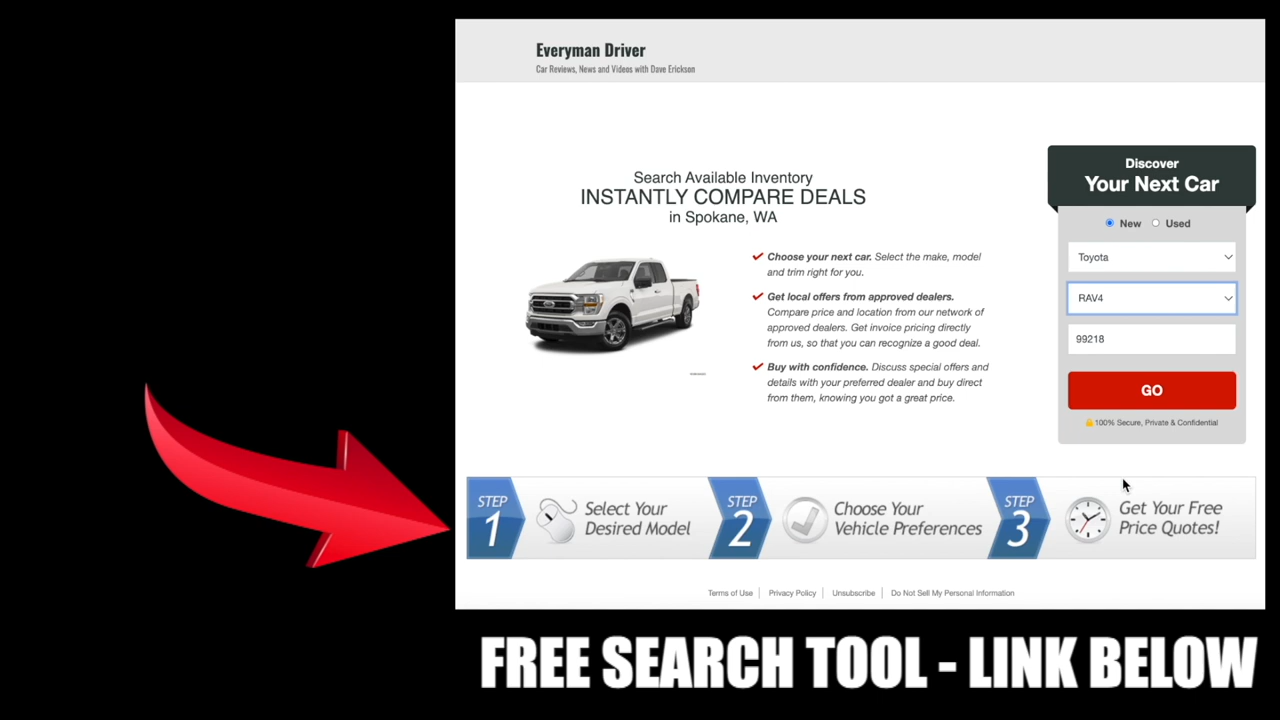 Everyman Driver
Car Reviews, News and Videos with Dave Erickson
Search Available Inventory
INSTANTLY COMPARE DEALS
in Spokane, WA
Choose your next car. Select the make, model
and trim right for you.
Get local offers from approved dealers.
Compare price and location from our network of
approved dealers. Get invoice pricing directly
from us, so that you can recognize a good deal.
Buy with confidence. Discuss special offers and
details with your preferred dealer and buy direct
from them, knowing you got a great price.
Discover
Your Next Car
New Used
Toyota
RAV4
99218
GO
100% Secure, Private & Confidential
STEP
1
Select Your
Desired Model
STEP
2
Choose Your
Vehicle Preferences
STEP
3
Get Your Free
Price Quotes!
Terms of Use | Privacy Policy | Unsubscribe | Do Not Sell My Personal Information
FREE SEARCH TOOL - LINK BELOW